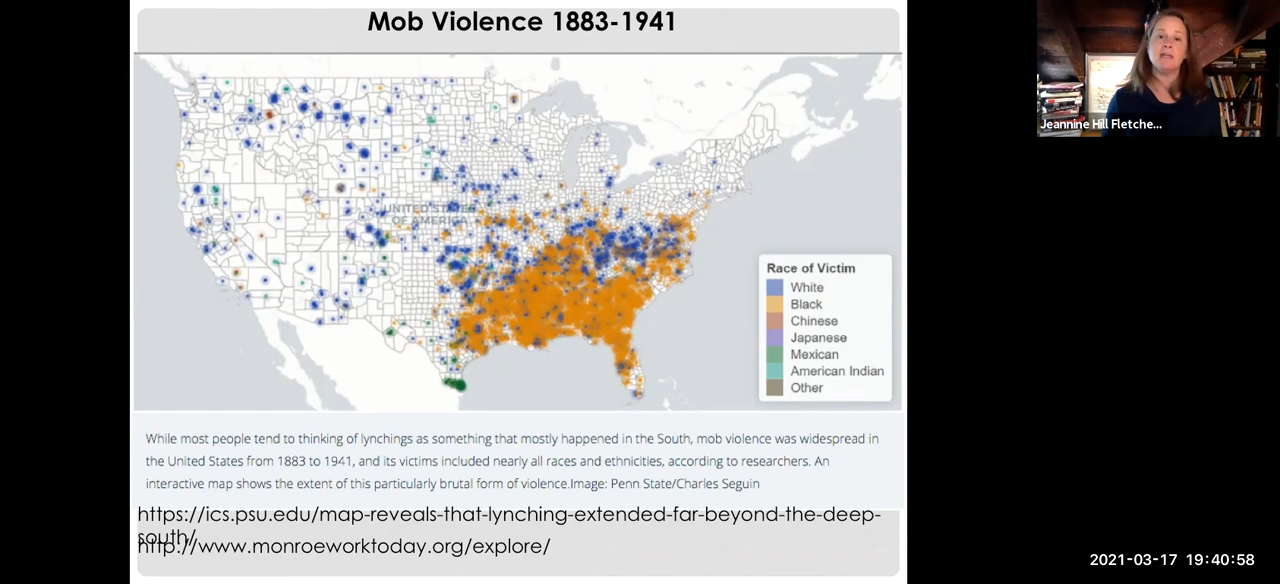 Mob Violence 1883-1941
UNITED STATES
OF AMERICA
Race of Victim
White
Black
Chinese
Japanese
Mexican
American Indian
Other
While most people tend to thinking of lynchings as something that mostly happened in the South, mob violence was widespread in
the United States from 1883 to 1941, and its victims included nearly all races and ethnicities, according to researchers. An
interactive map shows the extent of this particularly brutal form of violence.Image: Penn State/Charles Seguin
https://ics.psu.edu/map-reveals-that-lynching-extended-far-beyond-the-deep-
south/
http://www.monroeworktoday.org/explore/
Jeannine Hill Fletche...
2021-03-17 19:40:58